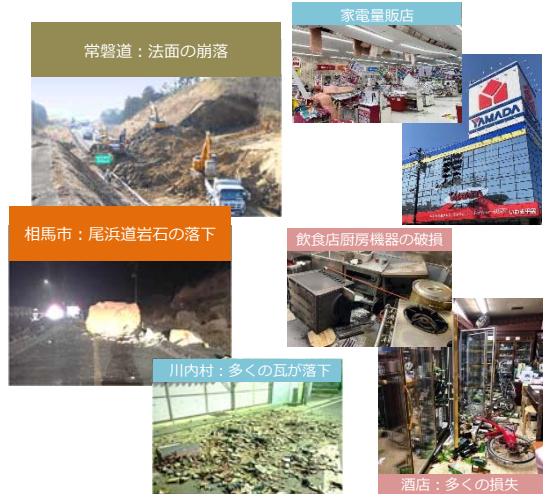 家電量販店
常磐道：法面の崩落
YAMADA
相馬市：尾浜道岩石の落下
飲食店厨房機器の破損
川内村：多くの瓦が落下
酒店：多くの損失